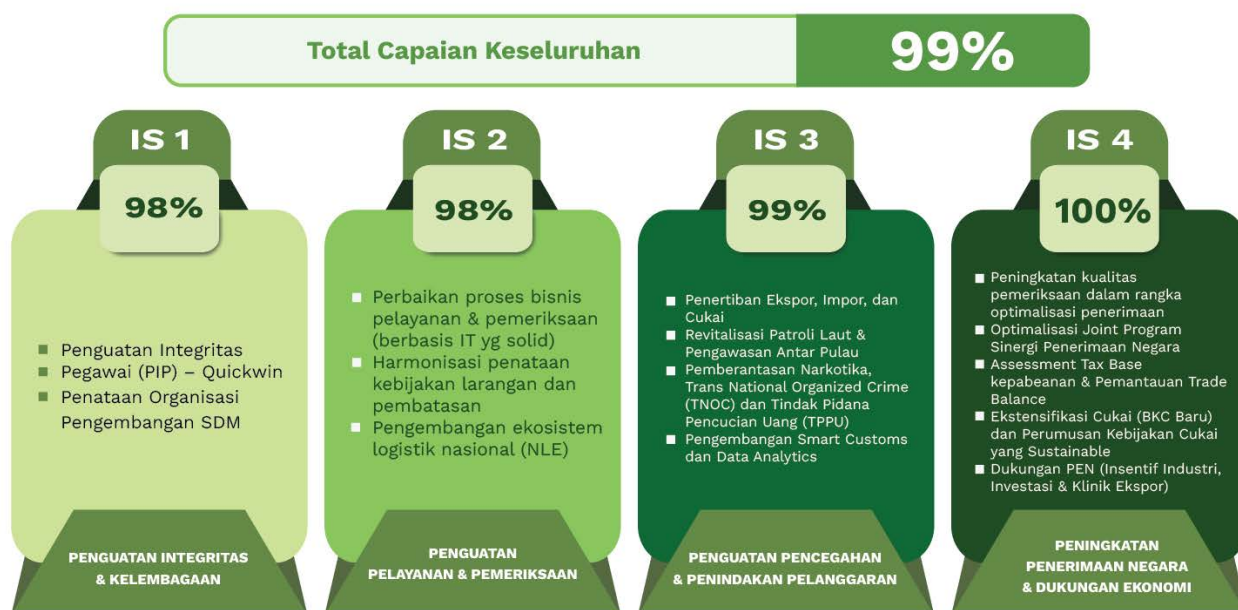 Total Capaian Keseluruhan
99%
IS 1
98%
Penguatan Integritas
Pegawai (PIP) – Quickwin
Penataan Organisasi
Pengembangan SDM
PENGUATAN INTEGRITAS
& KELEMBAGAAN
IS 2
98%
Perbaikan proses bisnis
pelayanan & pemeriksaan
(berbasis IT yg solid)
Harmonisasi penataan
kebijakan larangan dan
pembatasan
Pengembangan ekosistem
logistik nasional (NLE)
PENGUATAN
PELAYANAN & PEMERIKSAAN
IS 3
99%
Penertiban Ekspor, Impor, dan
Cukai
Revitalisasi Patroli Laut &
Pengawasan Antar Pulau
Pemberantasan Narkotika,
Trans National Organized Crime
(TNOC) dan Tindak Pidana
Pencucian Uang (TPPU)
Pengembangan Smart Customs
dan Data Analytics
PENGUATAN PENCEGAHAN
& PENINDAKAN PELANGGARAN
IS 4
100%
Peningkatan kualitas
pemeriksaan dalam rangka
optimalisasi penerimaan
Optimalisasi Joint Program
Sinergi Penerimaan Negara
Assessment Tax Base
kepabeanan & Pemantauan Trade
Balance
Ekstensifikasi Cukai (BKC Baru)
dan Perumusan Kebijakan Cukai
yang Sustainable
Dukungan PEN (Insentif Industri,
Investasi & Klinik Ekspor)
PENINGKATAN
PENERIMAAN NEGARA
& DUKUNGAN EKONOMI